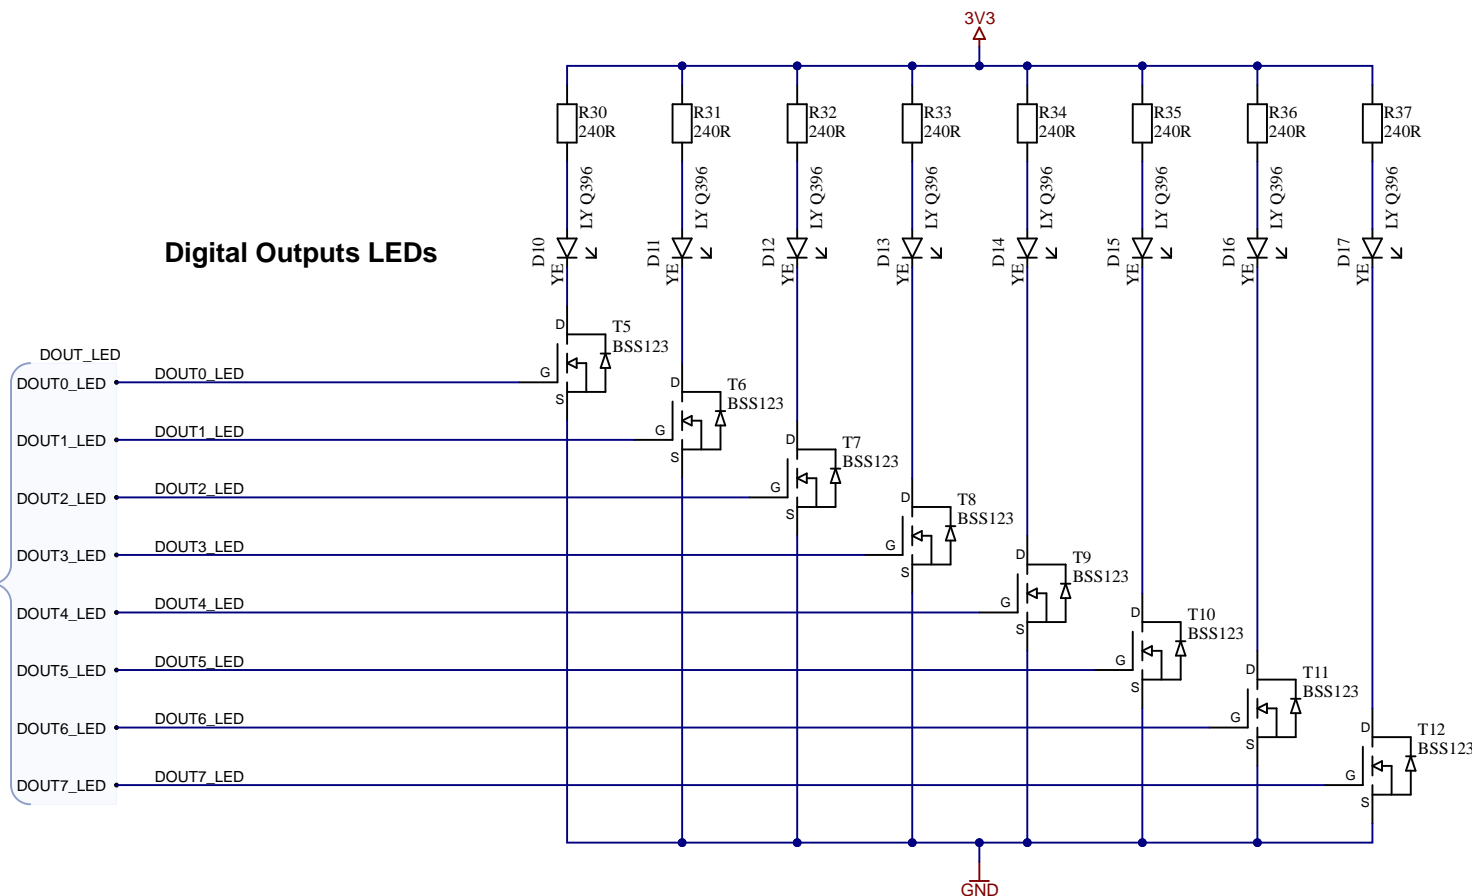 3V3
R30
240R
R31
240R
R32
240R
R33
240R
R34
240R
R35
240R
R36
240R
R37
240R
LY Q396
LY Q396
LY Q396
LY Q396
LY Q396
LY Q396
LY Q396
LY Q396
Digital Outputs LEDs
D10
YE
D11
YE
D12
YE
D13
YE
D14
YE
D15
YE
D16
YE
D17
YE
DOUT_LED
DOUT0_LED
DOUT0_LED
D
G
S
T5
BSS123
DOUT1_LED
DOUT1_LED
D
G
S
T6
BSS123
DOUT2_LED
DOUT2_LED
D
G
S
T7
BSS123
DOUT3_LED
DOUT3_LED
D
G
S
T8
BSS123
DOUT4_LED
DOUT4_LED
D
G
S
T9
BSS123
DOUT5_LED
DOUT5_LED
D
G
S
T10
BSS123
DOUT6_LED
DOUT6_LED
D
G
S
T11
BSS123
DOUT7_LED
DOUT7_LED
D
G
S
T12
BSS123
GND